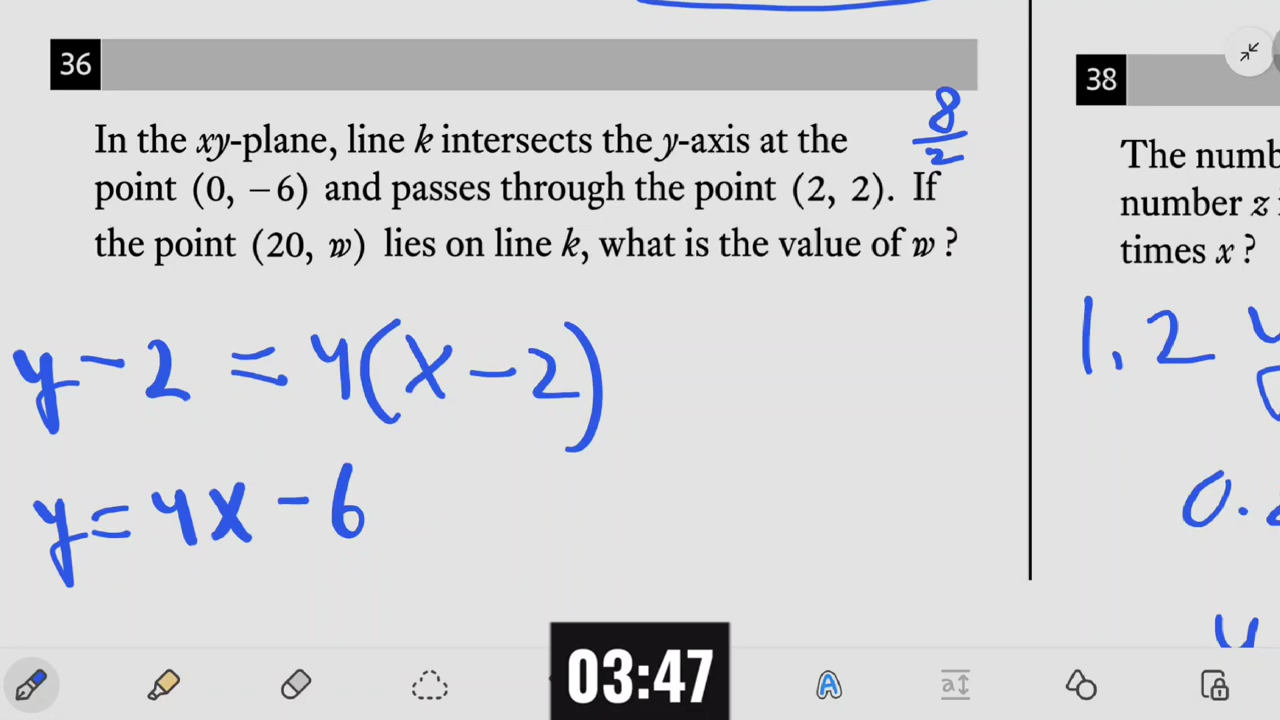 36
In the xy-plane, line k intersects the y-axis at the
point (0, −6) and passes through the point (2, 2). If
the point (20, w) lies on line k, what is the value of w ?
8
2
y − 2 = 4(x − 2)
y = 4x − 6
38
The numb
number z
times x ?
1.2
0.
y
03:47
A
a